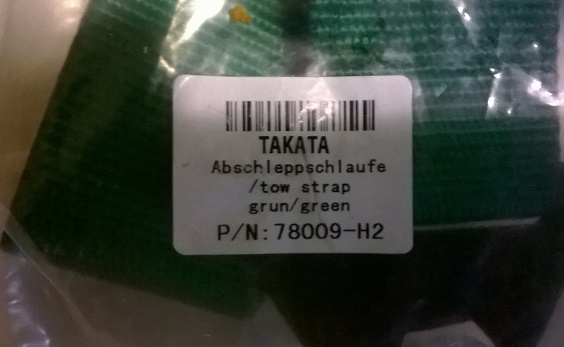 TAKATA
Abschleppschlaufe
/tow strap
grun/green
P/N:78009-H2